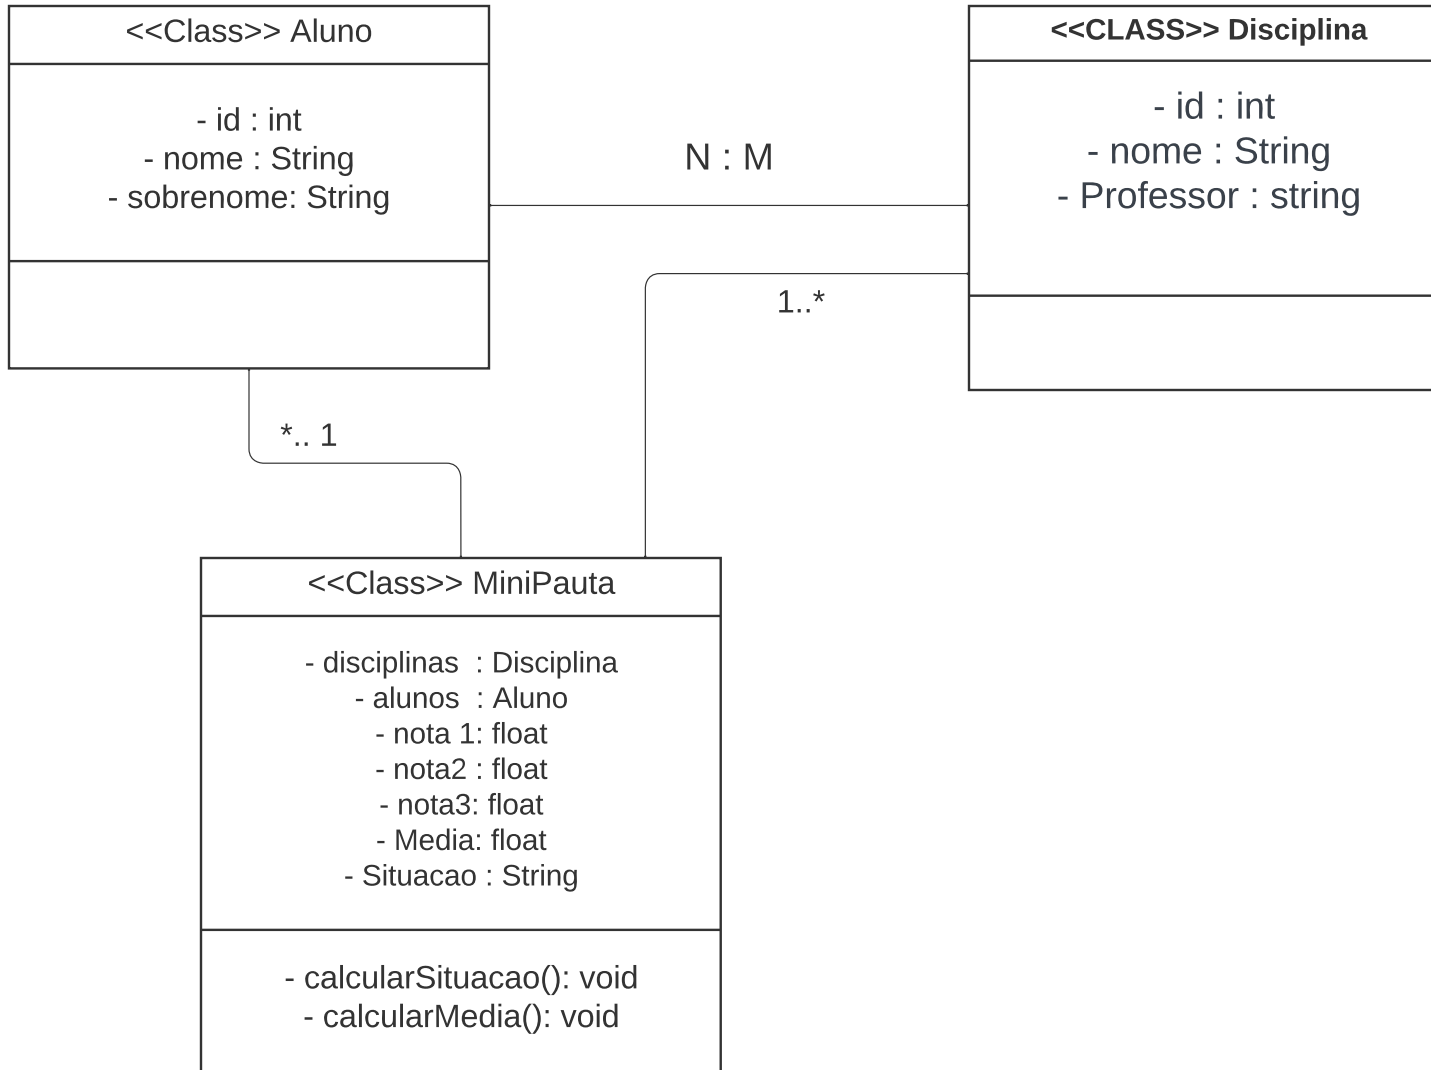 <<Class>> Aluno
- id : int
- nome : String
- sobrenome: String
N : M
<<CLASS>> Disciplina
- id : int
- nome : String
- Professor : string
1..*
*.. 1
<<Class>> MiniPauta
- disciplinas  : Disciplina
- alunos  : Aluno
- nota 1: float
- nota2 : float
- nota3: float
- Media: float
- Situacao : String
- calcularSituacao(): void
- calcularMedia(): void